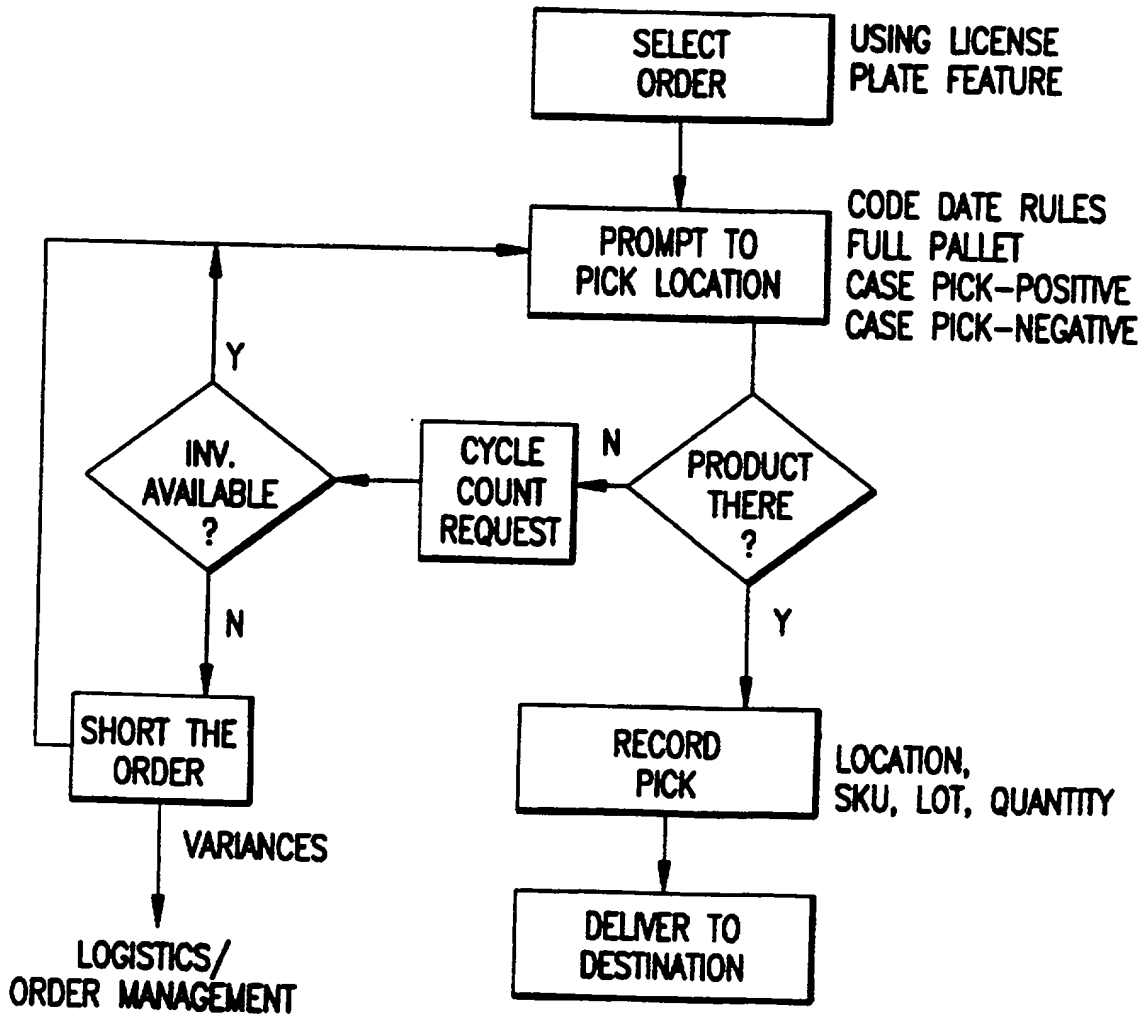 SELECT
ORDER
USING LICENSE
PLATE FEATURE
PROMPT TO
PICK LOCATION
CODE DATE RULES
FULL PALLET
CASE PICK-POSITIVE
CASE PICK-NEGATIVE
Y
INV.
AVAILABLE
?
CYCLE
COUNT
REQUEST
N
PRODUCT
THERE
?
N
Y
SHORT THE
ORDER
RECORD
PICK
LOCATION,
SKU, LOT, QUANTITY
VARIANCES
LOGISTICS/
ORDER MANAGEMENT
DELIVER TO
DESTINATION